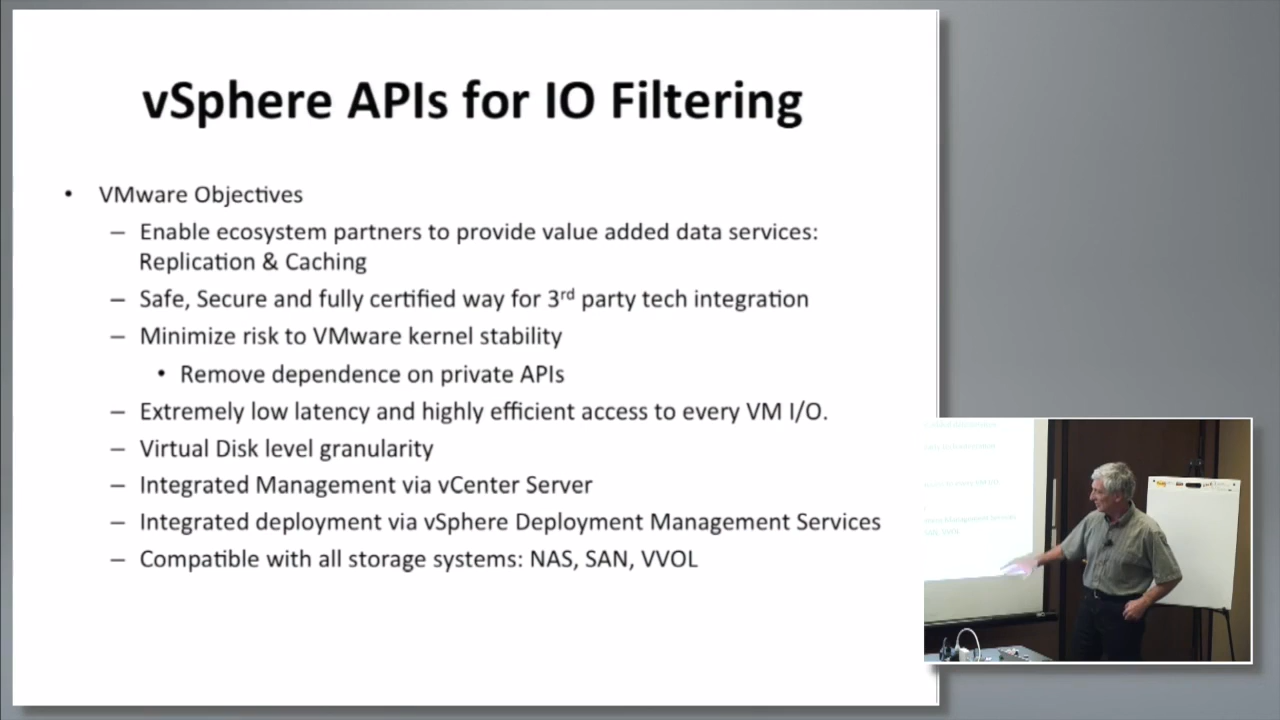 vSphere APIs for IO Filtering
• VMware Objectives
– Enable ecosystem partners to provide value added data services:
Replication & Caching
– Safe, Secure and fully certified way for 3rd party tech integration
– Minimize risk to VMware kernel stability
• Remove dependence on private APIs
– Extremely low latency and highly efficient access to every VM I/O.
– Virtual Disk level granularity
– Integrated Management via vCenter Server
– Integrated deployment via vSphere Deployment Management Services
– Compatible with all storage systems: NAS, SAN, VVOL